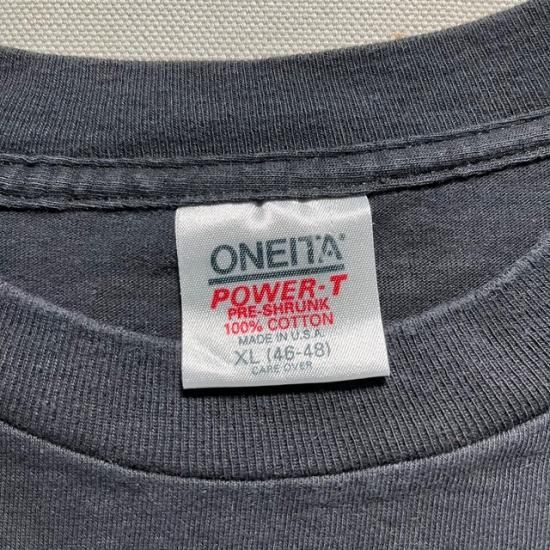 ONEITA®
POWER-T
PRE-SHRUNK
100% COTTON
MADE IN U.S.A.
XL (46-48)
CARE OVER